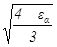 √(4 ε_α / 3)